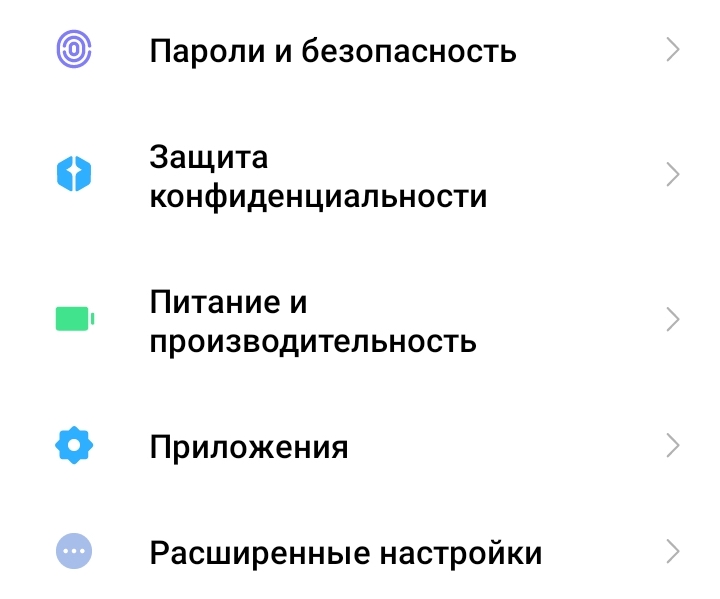 Пароли и безопасность
Защита
конфиденциальности
Питание и
производительность
Приложения
Расширенные настройки